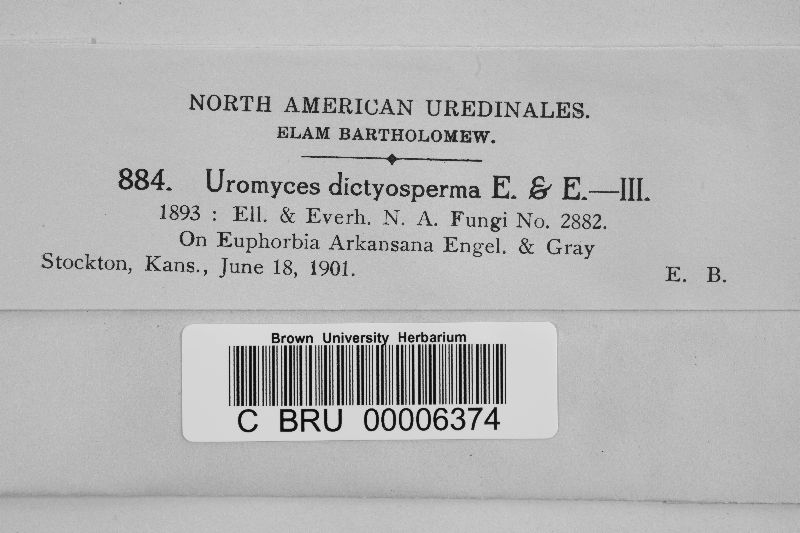 NORTH AMERICAN UREDINALES.
ELAM BARTHOLOMEW.
884. Uromyces dictyosperma E. & E.—III.
1893 : Ell. & Everh. N. A. Fungi No. 2882.
On Euphorbia Arkansana Engel. & Gray
Stockton, Kans., June 18, 1901. E. B.
Brown University Herbarium
C BRU 00006374